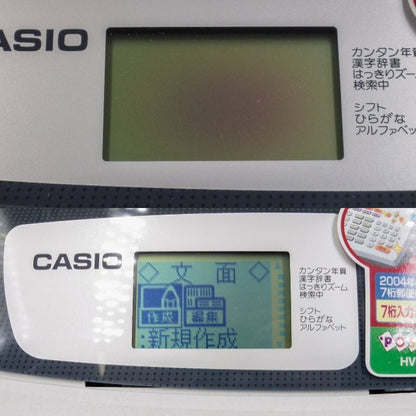 CASIO
カンタン年賀
漢字辞書
はっきりズーム
検索中
シフト
ひらがな
アルファベット
CASIO
◇文面◇
作成 編集
:新規作成
カンタン年賀
漢字辞書
はっきりズーム
検索中
シフト
ひらがな
アルファベット
2004年
7桁郵便
7桁入力
HV